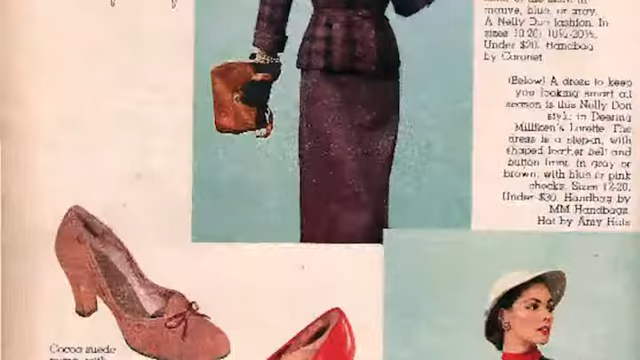 mauve, blue, or gray.
A Nelly Don fashion. In
sizes 10-20; 10½-20½.
Under $20. Handbag
by Coronet
(Below) A dress to keep
you looking smart all
season is this Nelly Don
style in Deering
Milliken's Lorette. The
dress is a step-in, with
shaped leather belt and
button front. In gray or
brown, with blue or pink
checks. Sizes 12-20.
Under $30. Handbag by
MM Handbags.
Hat by Amy
Cocoa suede